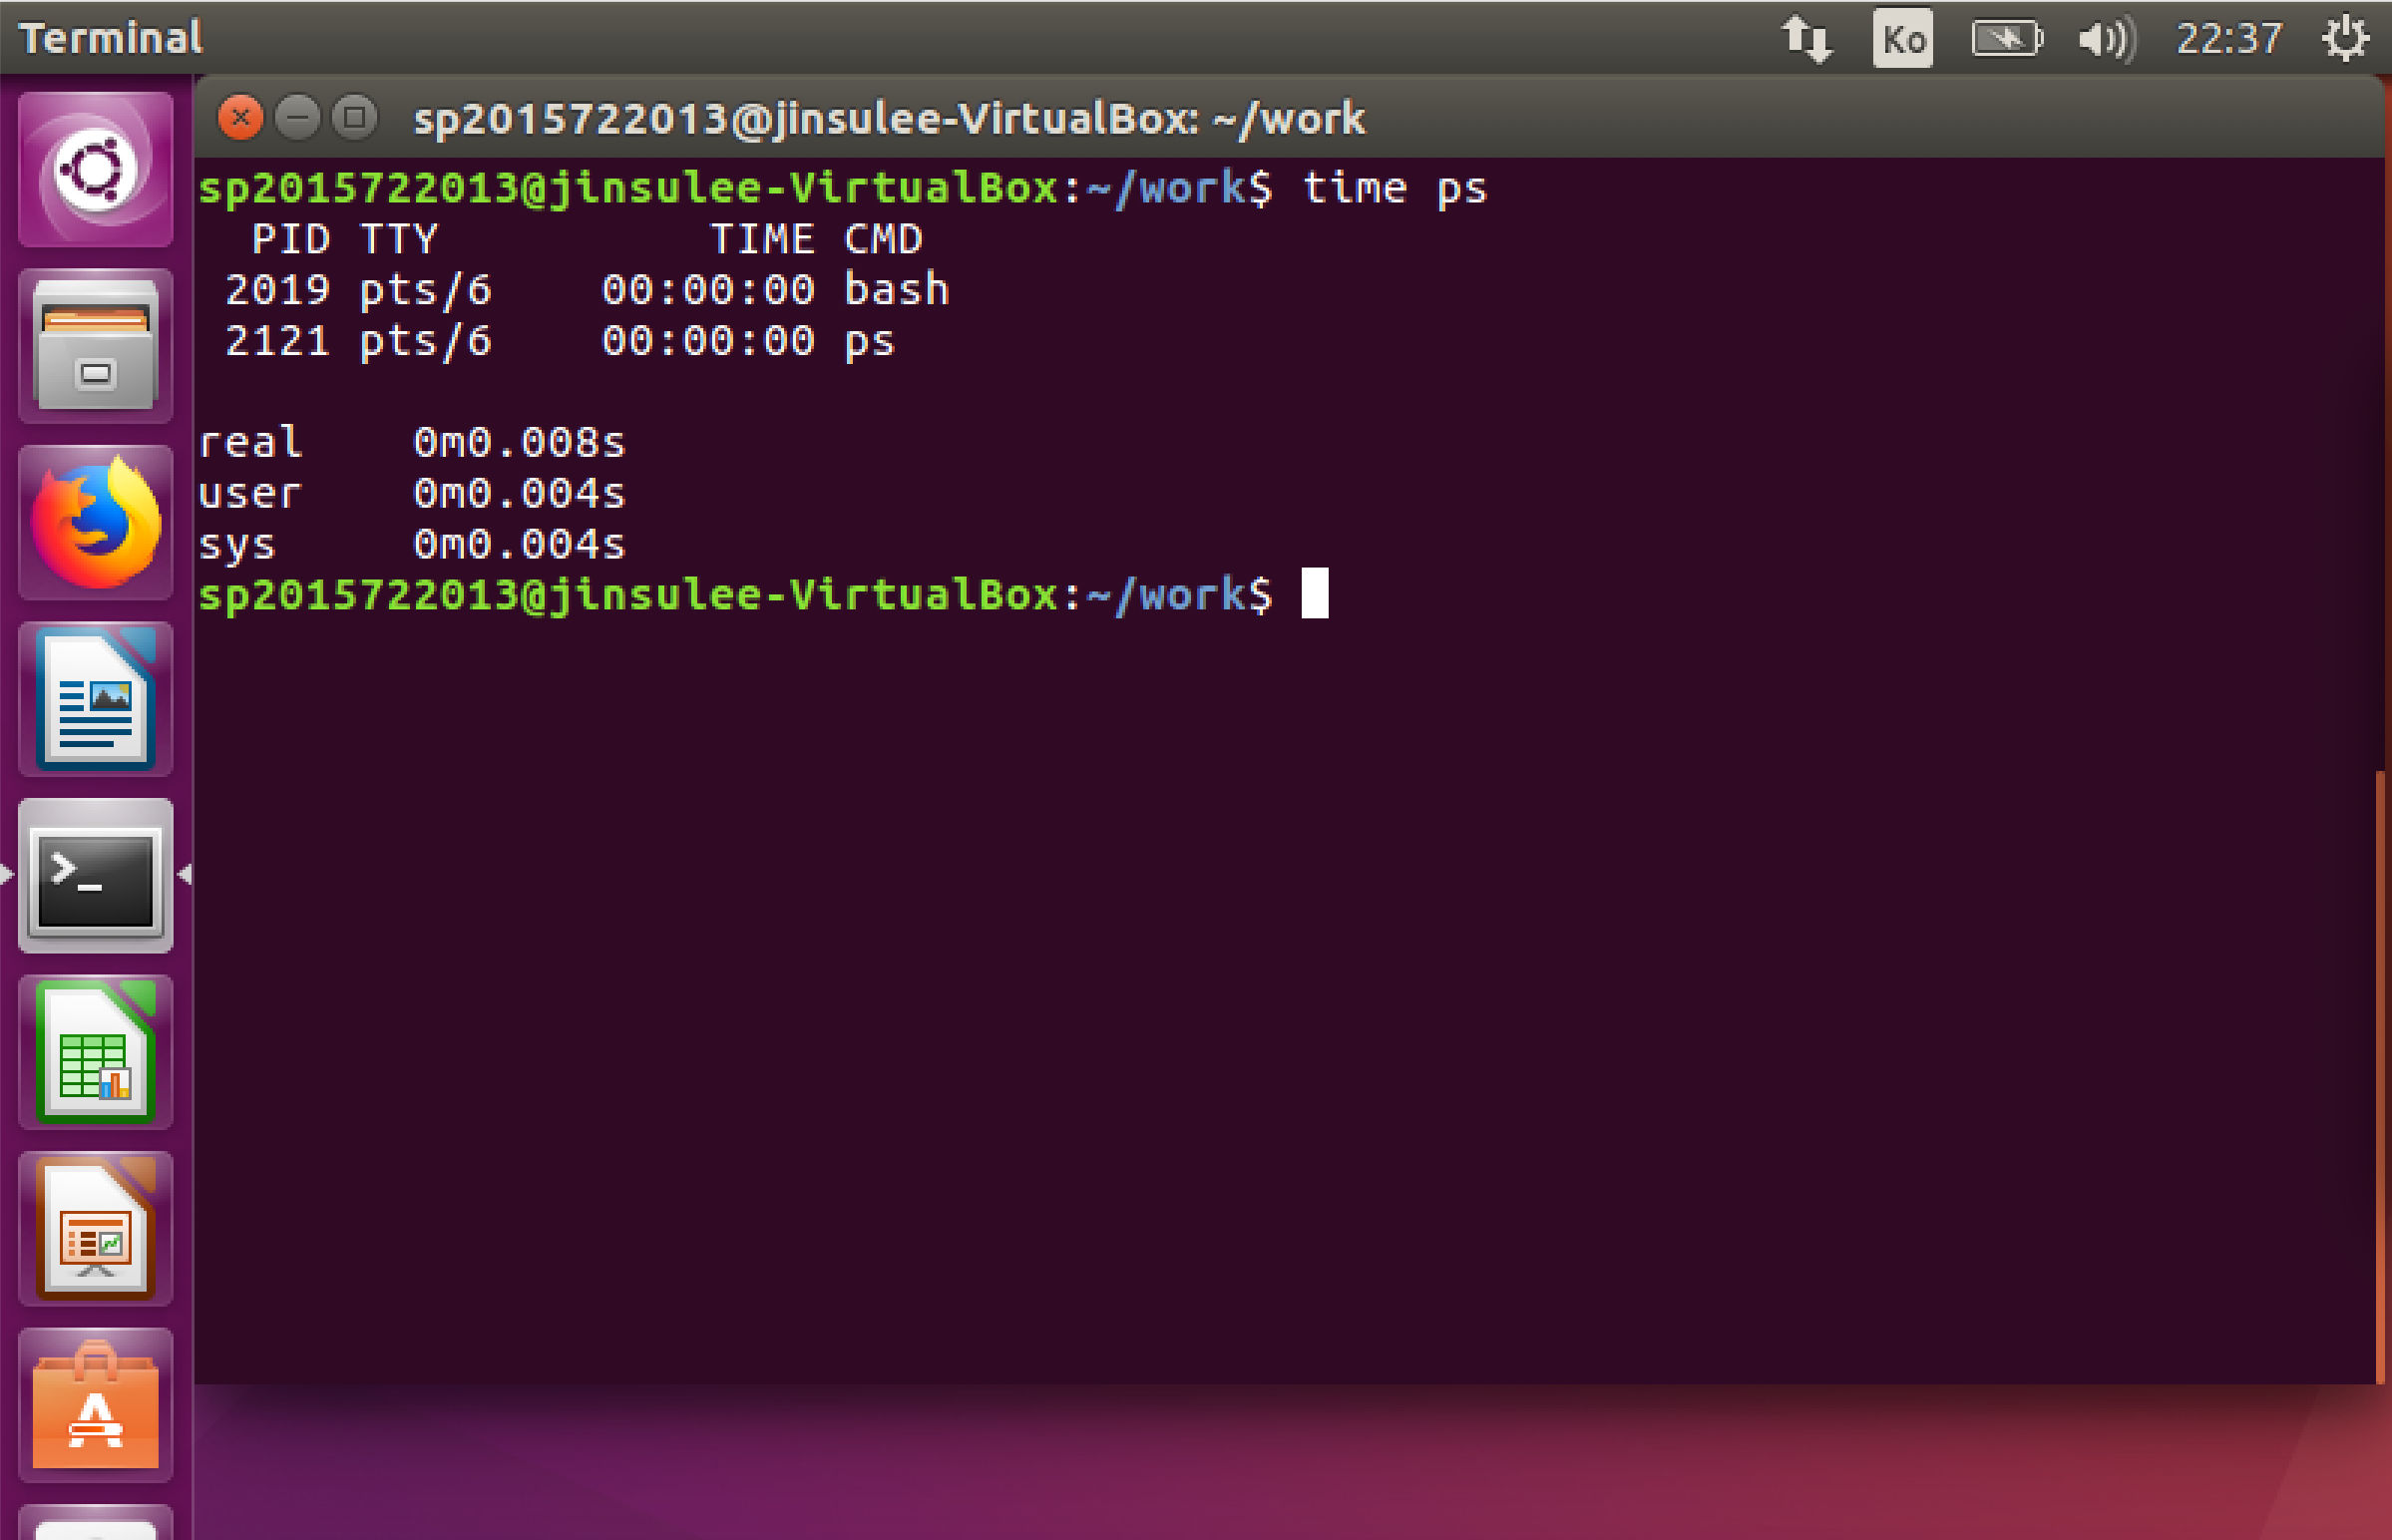 Terminal
Ko
22:37
sp2015722013@jinsulee-VirtualBox: ~/work
sp2015722013@jinsulee-VirtualBox:~/work$ time ps
  PID TTY          TIME CMD
 2019 pts/6    00:00:00 bash
 2121 pts/6    00:00:00 ps
real    0m0.008s
user    0m0.004s
sys     0m0.004s
sp2015722013@jinsulee-VirtualBox:~/work$